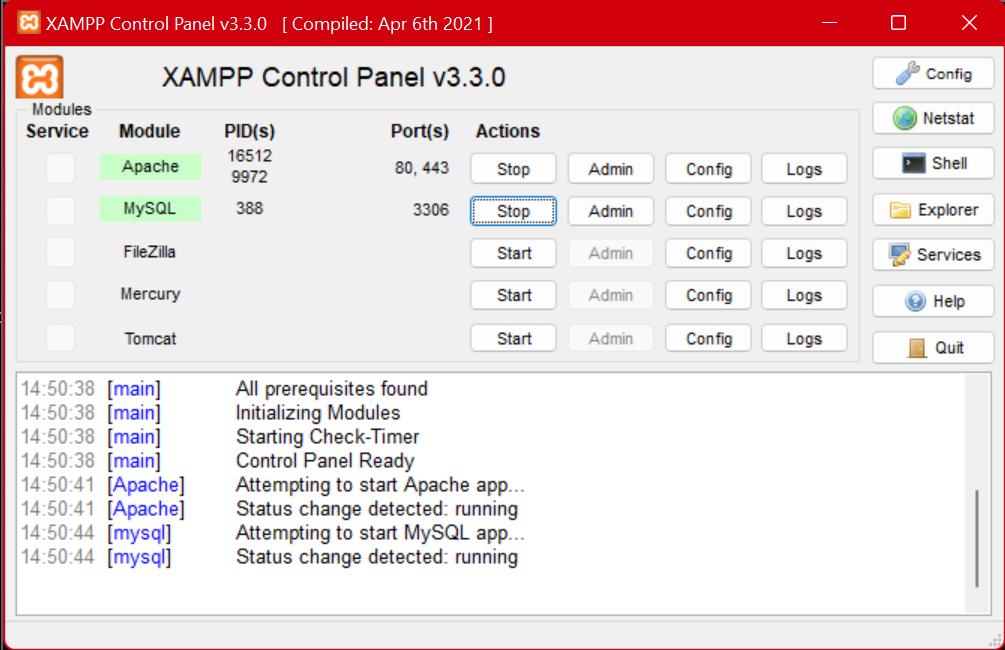 XAMPP Control Panel v3.3.0 [ Compiled: Apr 6th 2021 ]
XAMPP Control Panel v3.3.0
Config
Modules
Service Module PID(s) Port(s) Actions
Netstat
Apache 16512 9972 80, 443 Stop Admin Config Logs
Shell
MySQL 388 3306 Stop Admin Config Logs
Explorer
FileZilla Start Admin Config Logs
Services
Mercury Start Admin Config Logs
Help
Tomcat Start Admin Config Logs
Quit
14:50:38 [main] All prerequisites found
14:50:38 [main] Initializing Modules
14:50:38 [main] Starting Check-Timer
14:50:38 [main] Control Panel Ready
14:50:41 [Apache] Attempting to start Apache app...
14:50:41 [Apache] Status change detected: running
14:50:44 [mysql] Attempting to start MySQL app...
14:50:44 [mysql] Status change detected: running